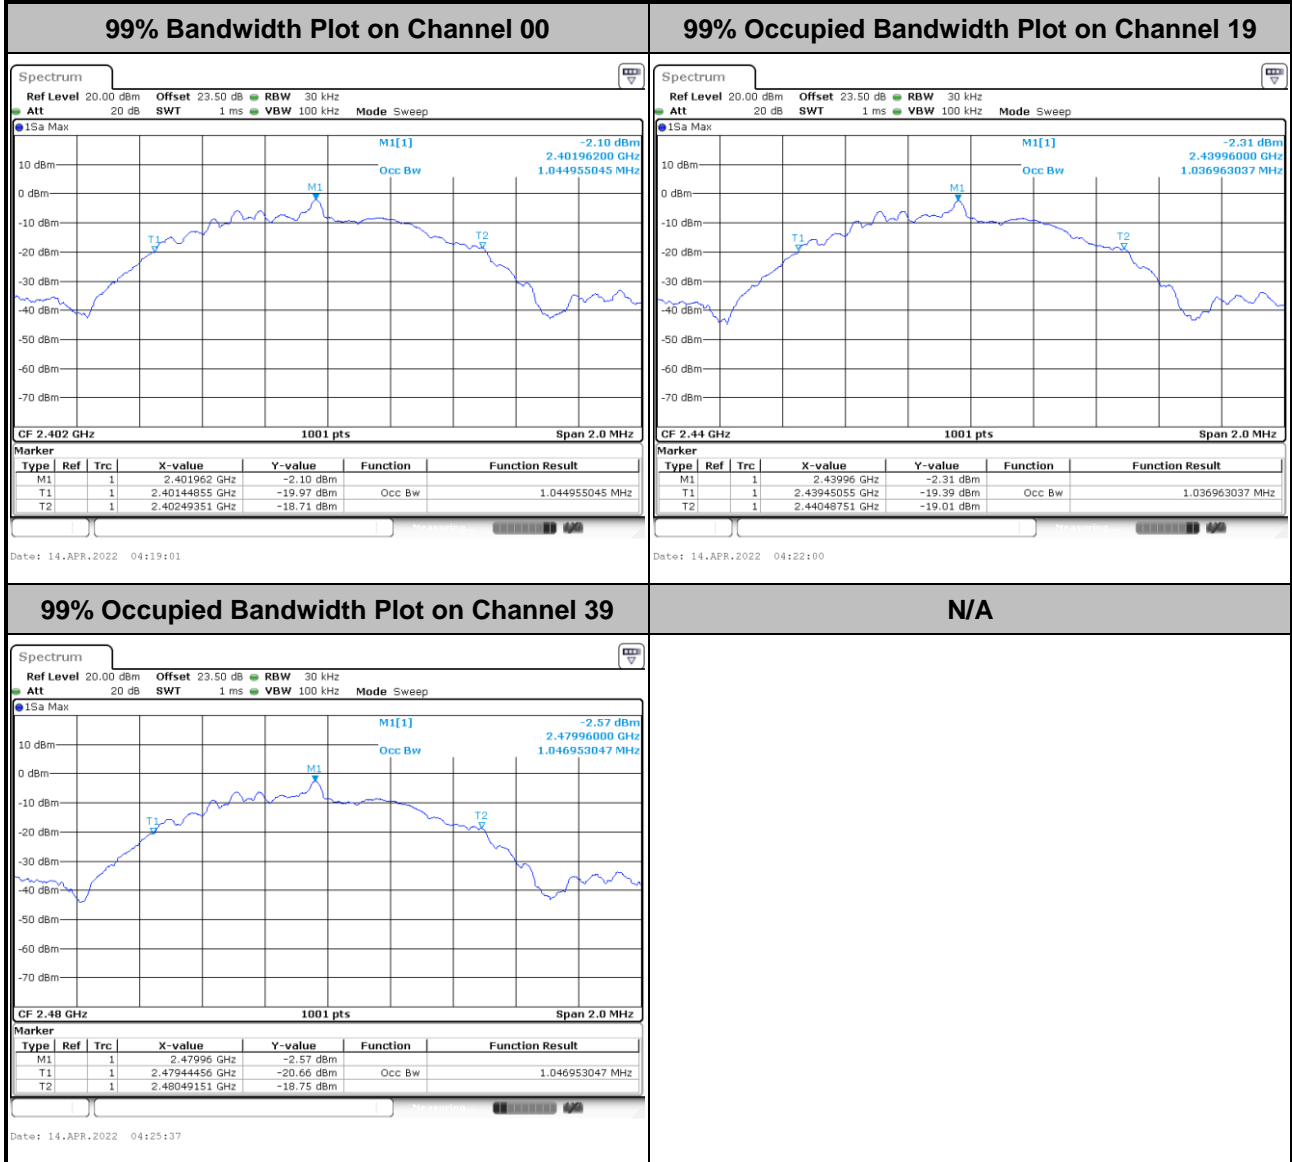 99% Bandwidth Plot on Channel 00
Spectrum
Ref Level 20.00 dBm Offset 23.50 dB RBW 30 kHz
Att 20 dB SWT 1 ms VBW 100 kHz Mode Sweep
1Sa Max
M1[1] -2.10 dBm
2.40196200 GHz
Occ Bw 1.044955045 MHz
10 dBm
0 dBm
-10 dBm
-20 dBm
-30 dBm
-40 dBm
-50 dBm
-60 dBm
-70 dBm
M1
T1
T2
CF 2.402 GHz 1001 pts Span 2.0 MHz
Marker
Type Ref Trc X-value Y-value Function Function Result
M1 1 2.401962 GHz -2.10 dBm
T1 1 2.40144855 GHz -19.97 dBm Occ Bw 1.044955045 MHz
T2 1 2.40249351 GHz -18.71 dBm
Measuring...
Date: 14.APR.2022 04:19:01
99% Occupied Bandwidth Plot on Channel 19
Spectrum
Ref Level 20.00 dBm Offset 23.50 dB RBW 30 kHz
Att 20 dB SWT 1 ms VBW 100 kHz Mode Sweep
1Sa Max
M1[1] -2.31 dBm
2.43996000 GHz
Occ Bw 1.036963037 MHz
10 dBm
0 dBm
-10 dBm
-20 dBm
-30 dBm
-40 dBm
-50 dBm
-60 dBm
-70 dBm
M1
T1
T2
CF 2.44 GHz 1001 pts Span 2.0 MHz
Marker
Type Ref Trc X-value Y-value Function Function Result
M1 1 2.43996 GHz -2.31 dBm
T1 1 2.43945055 GHz -19.39 dBm Occ Bw 1.036963037 MHz
T2 1 2.44048751 GHz -19.01 dBm
Measuring...
Date: 14.APR.2022 04:22:00
99% Occupied Bandwidth Plot on Channel 39
Spectrum
Ref Level 20.00 dBm Offset 23.50 dB RBW 30 kHz
Att 20 dB SWT 1 ms VBW 100 kHz Mode Sweep
1Sa Max
M1[1] -2.57 dBm
2.47996000 GHz
Occ Bw 1.046953047 MHz
10 dBm
0 dBm
-10 dBm
-20 dBm
-30 dBm
-40 dBm
-50 dBm
-60 dBm
-70 dBm
M1
T1
T2
CF 2.48 GHz 1001 pts Span 2.0 MHz
Marker
Type Ref Trc X-value Y-value Function Function Result
M1 1 2.47996 GHz -2.57 dBm
T1 1 2.47944456 GHz -20.66 dBm Occ Bw 1.046953047 MHz
T2 1 2.48049151 GHz -18.75 dBm
Measuring...
Date: 14.APR.2022 04:25:37
N/A